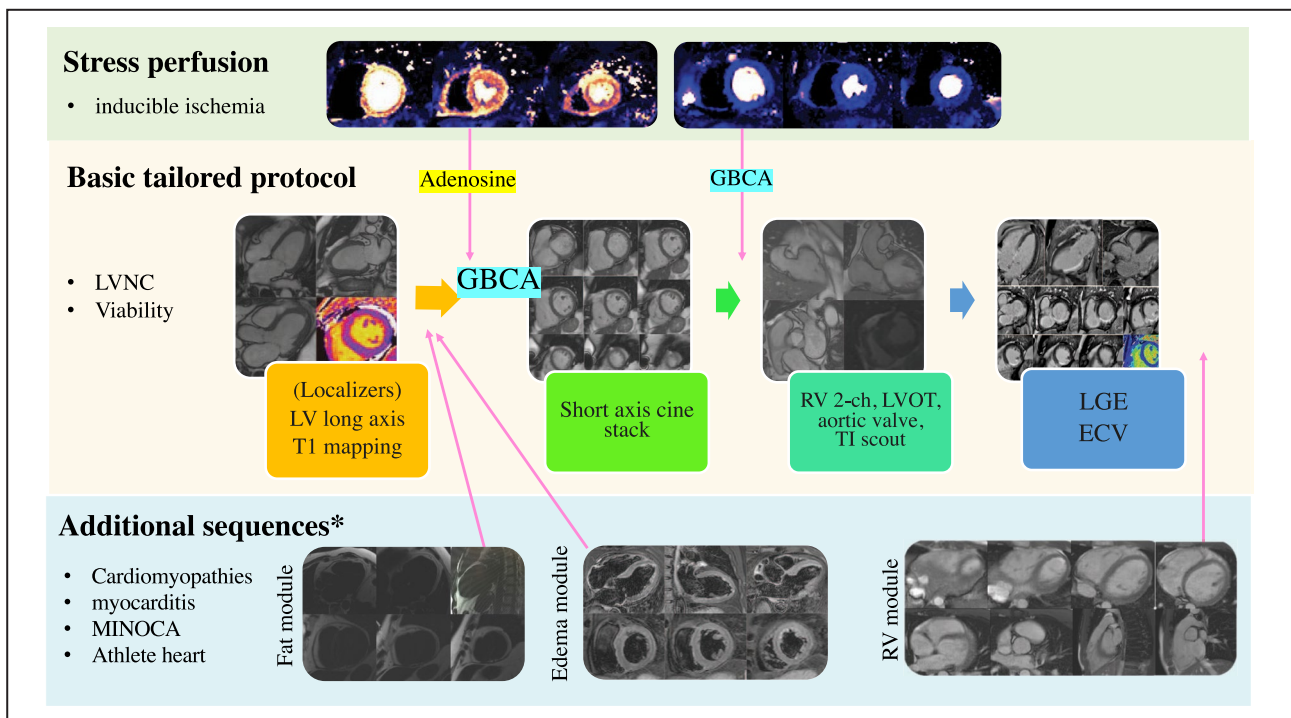 Stress perfusion
• inducible ischemia
Basic tailored protocol
Adenosine
GBCA
• LVNC
• Viability
GBCA
(Localizers)
LV long axis
T1 mapping
Short axis cine
stack
RV 2-ch, LVOT,
aortic valve,
TI scout
LGE
ECV
Additional sequences*
• Cardiomyopathies
• myocarditis
• MINOCA
• Athlete heart
Fat module
Edema module
RV module